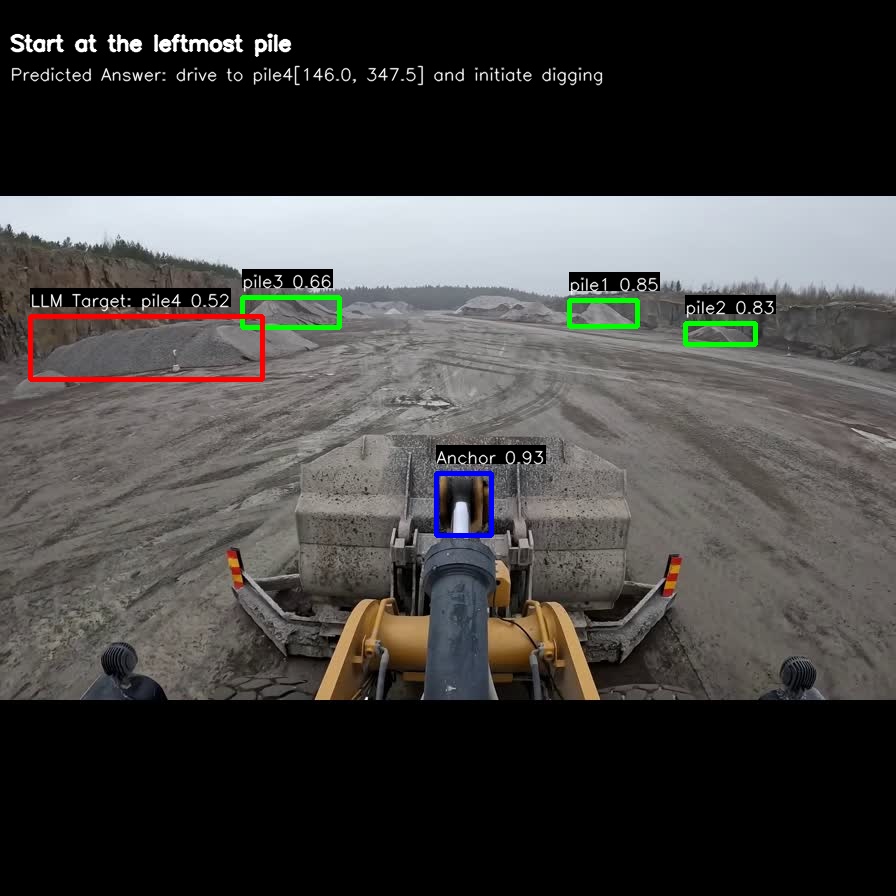 Start at the leftmost pile
Predicted Answer: drive to pile4[146.0, 347.5] and initiate digging
pile3 0.66
pile1 0.85
LLM Target: pile4 0.52
pile2 0.83
Anchor 0.93